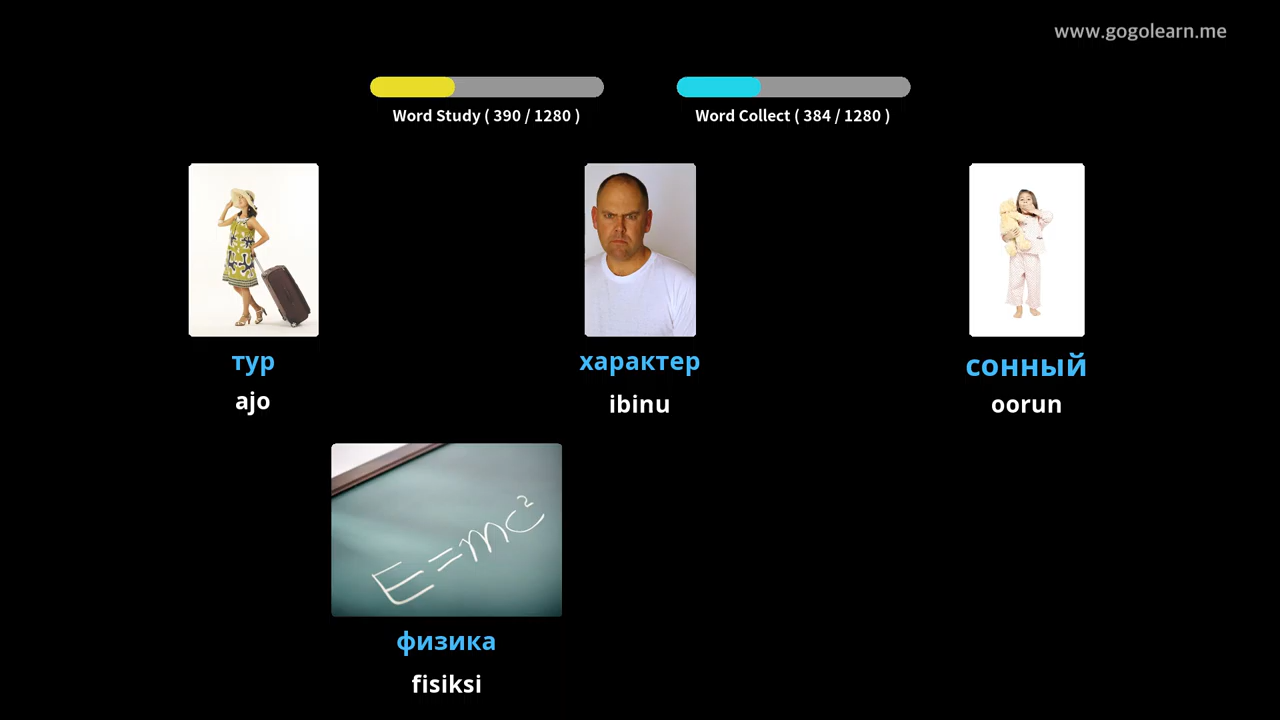 www.gogolearn.me
Word Study ( 390 / 1280 )
Word Collect ( 384 / 1280 )
тур
ajo
характер
ibinu
сонный
oorun
E=mc²
физика
fisiksi